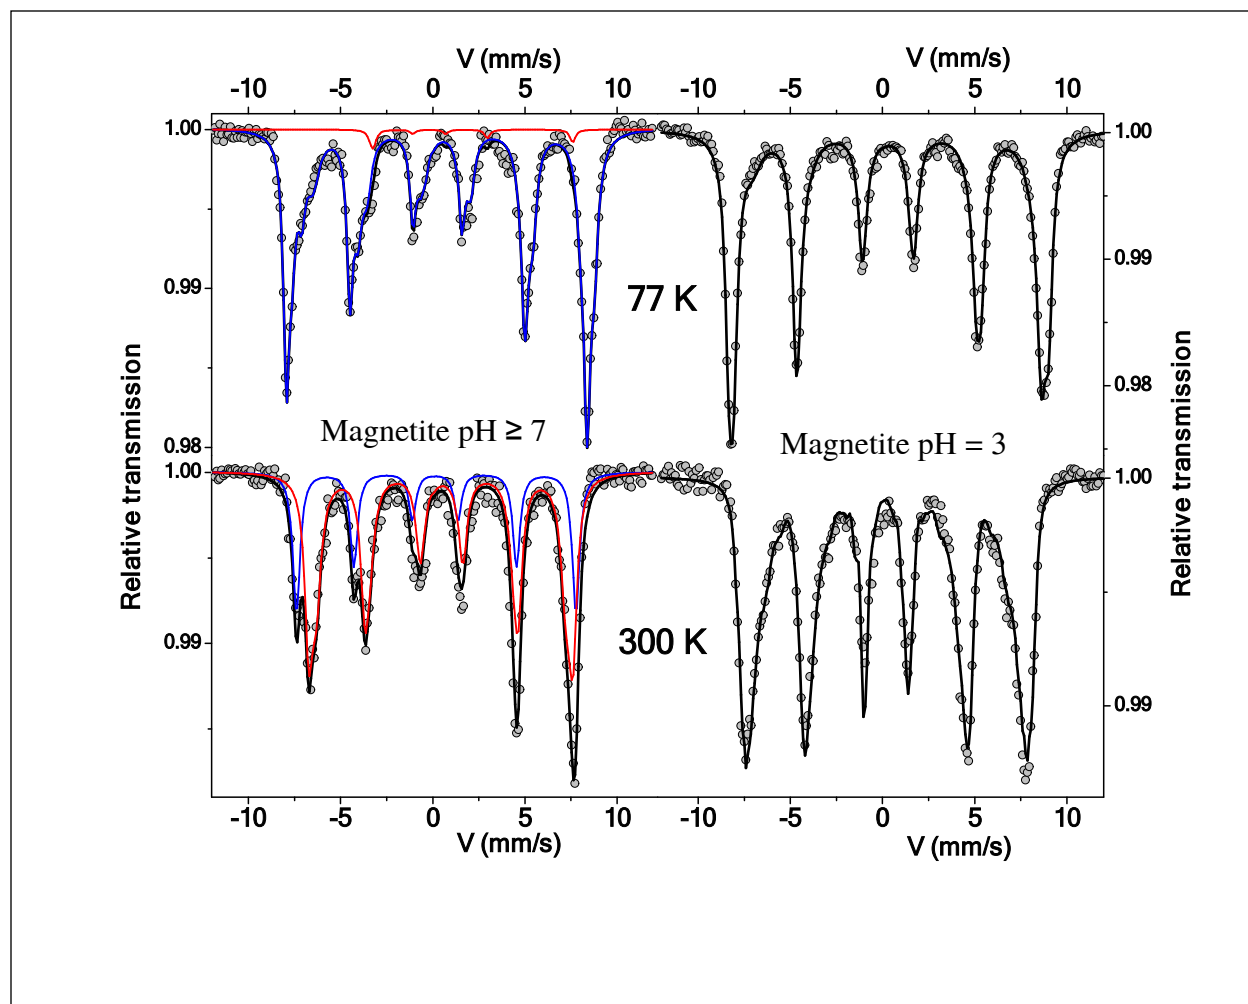 V (mm/s) V (mm/s)
-10 -5 0 5 10 -10 -5 0 5 10
1.00 1.00
0.99 0.99
77 K
0.98 0.98
Magnetite pH ≥ 7 Magnetite pH = 3
Relative transmission Relative transmission
1.00 1.00
0.99 0.99
300 K
-10 -5 0 5 10 -10 -5 0 5 10
V (mm/s) V (mm/s)